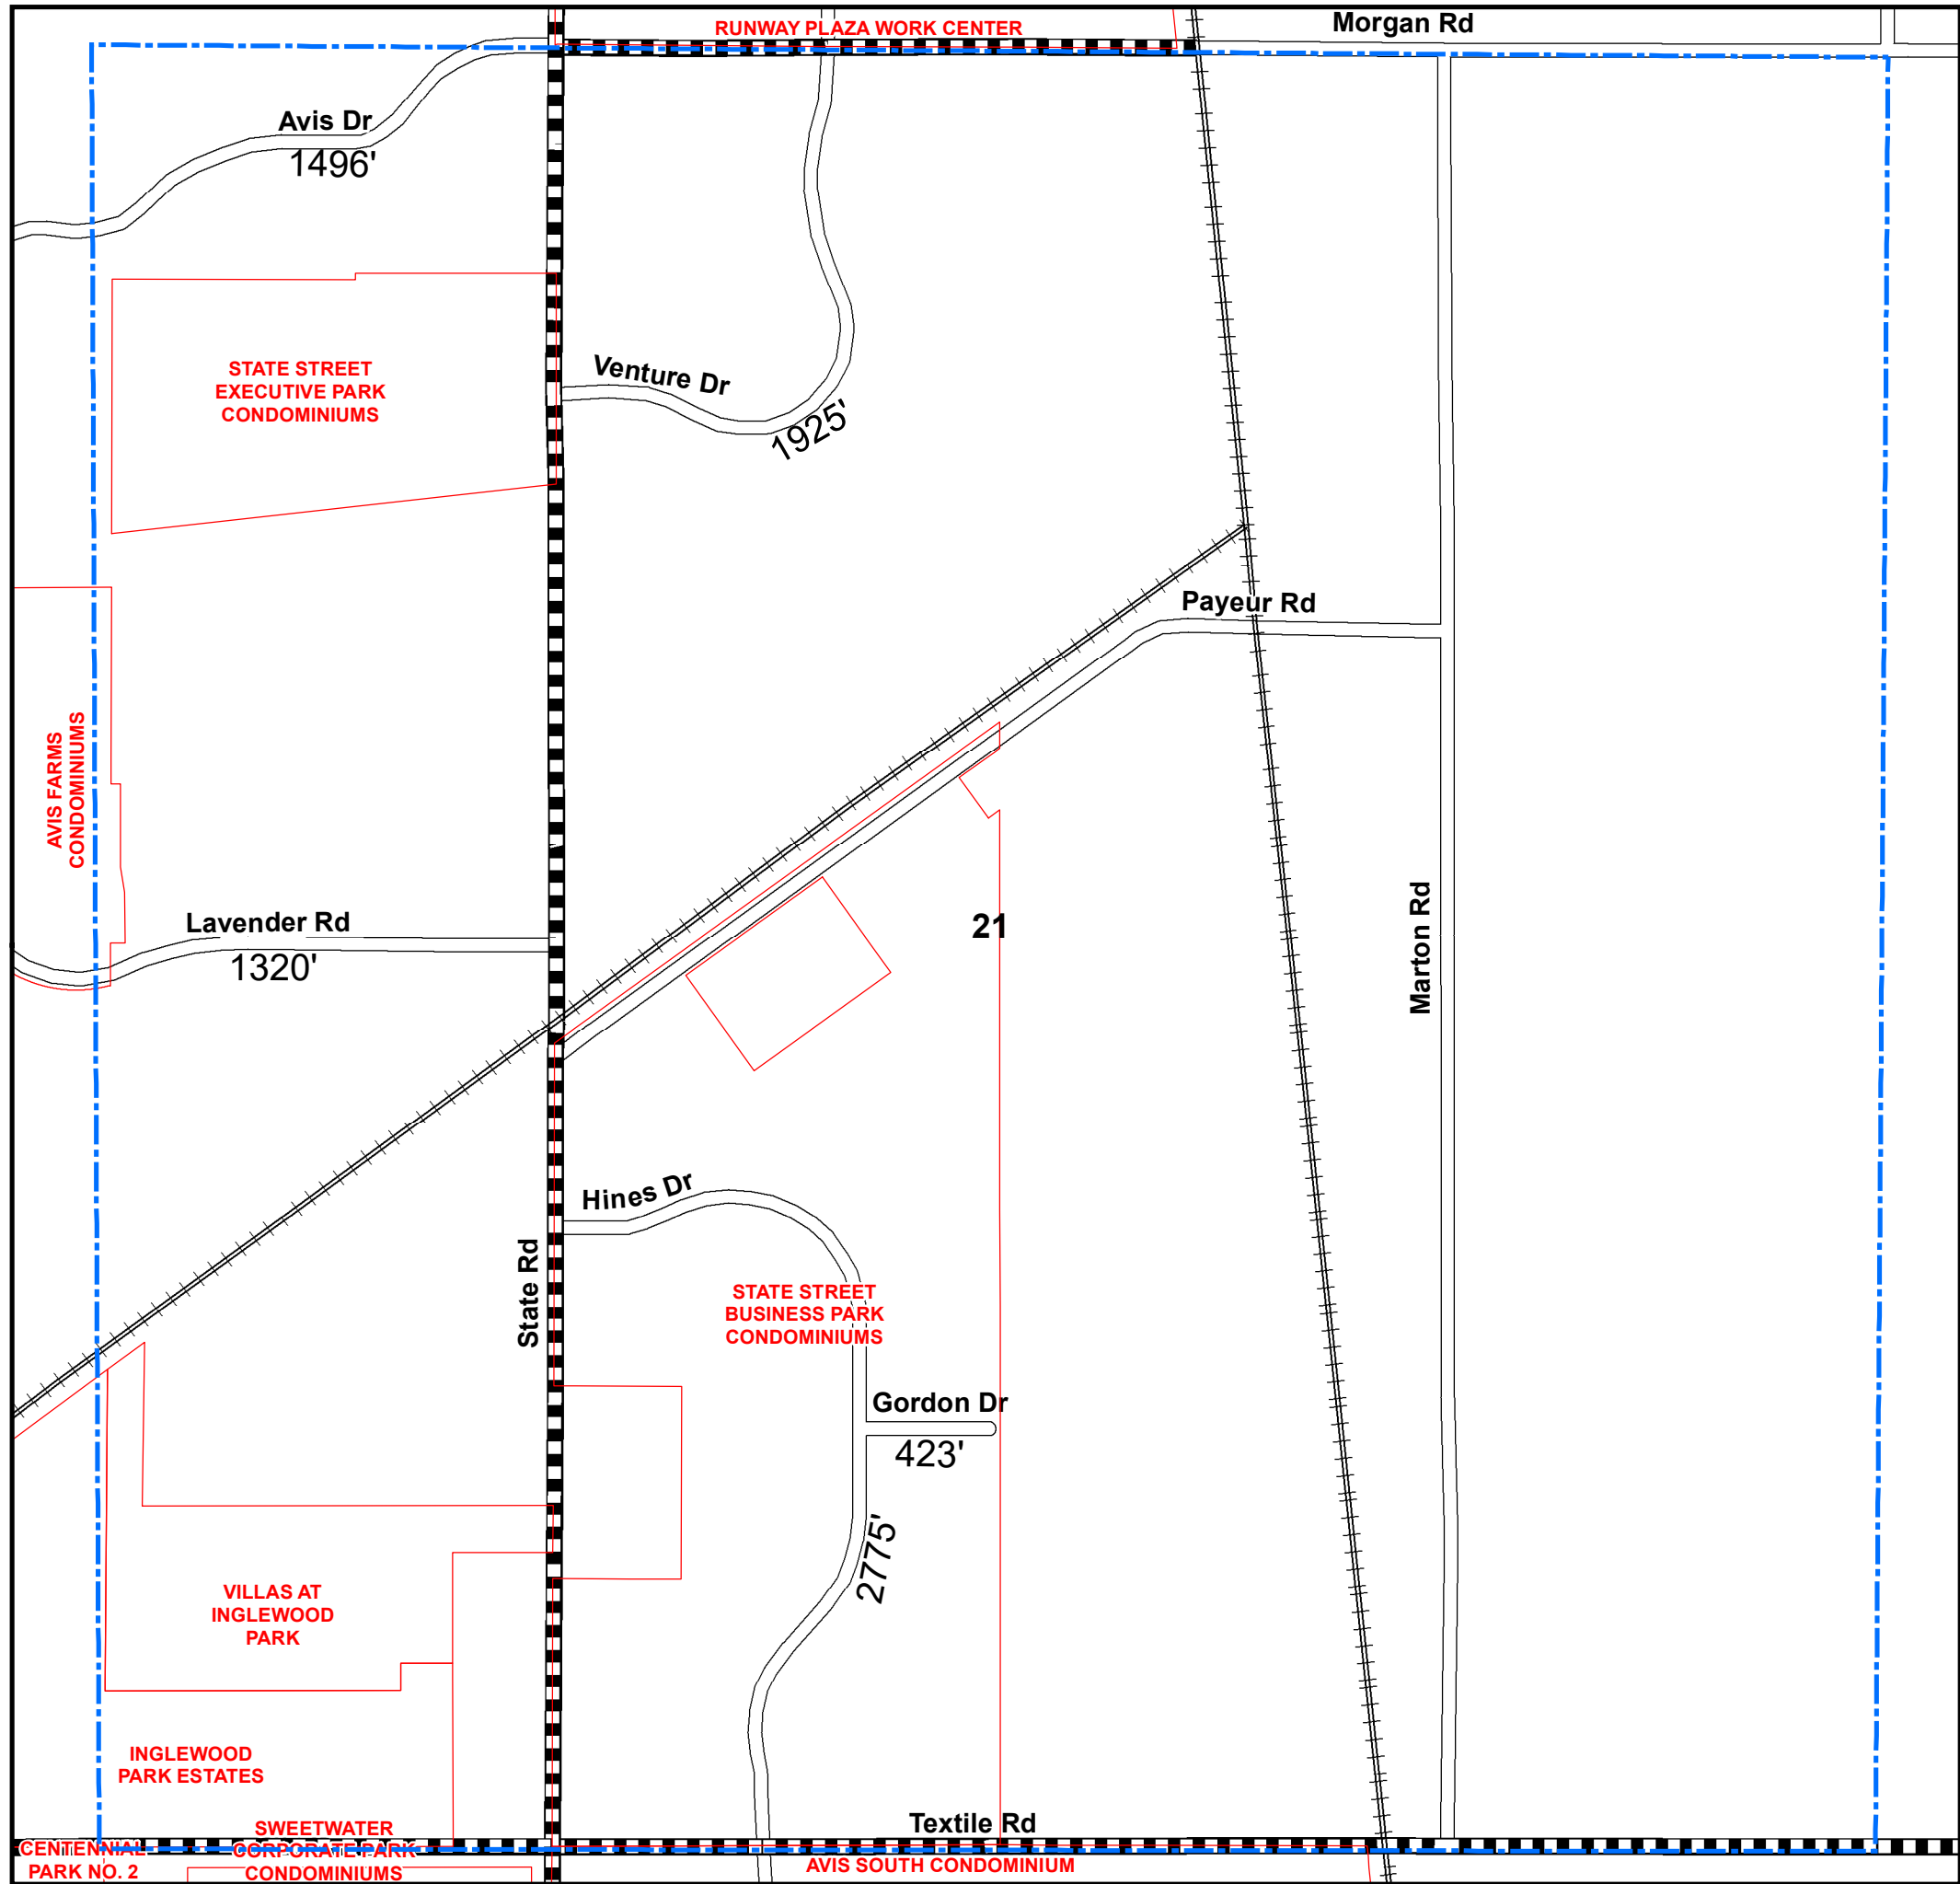 RUNWAY PLAZA WORK CENTER
Morgan Rd
Avis Dr
1496'
STATE STREET
EXECUTIVE PARK
CONDOMINIUMS
Venture Dr
1925'
Payeur Rd
AVIS FARMS
CONDOMINIUMS
Lavender Rd
1320'
21
Marton Rd
Hines Dr
State Rd
STATE STREET
BUSINESS PARK
CONDOMINIUMS
Gordon Dr
423'
2775'
VILLAS AT
INGLEWOOD
PARK
INGLEWOOD
PARK ESTATES
SWEETWATER
CORPORATE PARK
CONDOMINIUMS
CENTENNIAL
PARK NO. 2
Textile Rd
AVIS SOUTH CONDOMINIUM